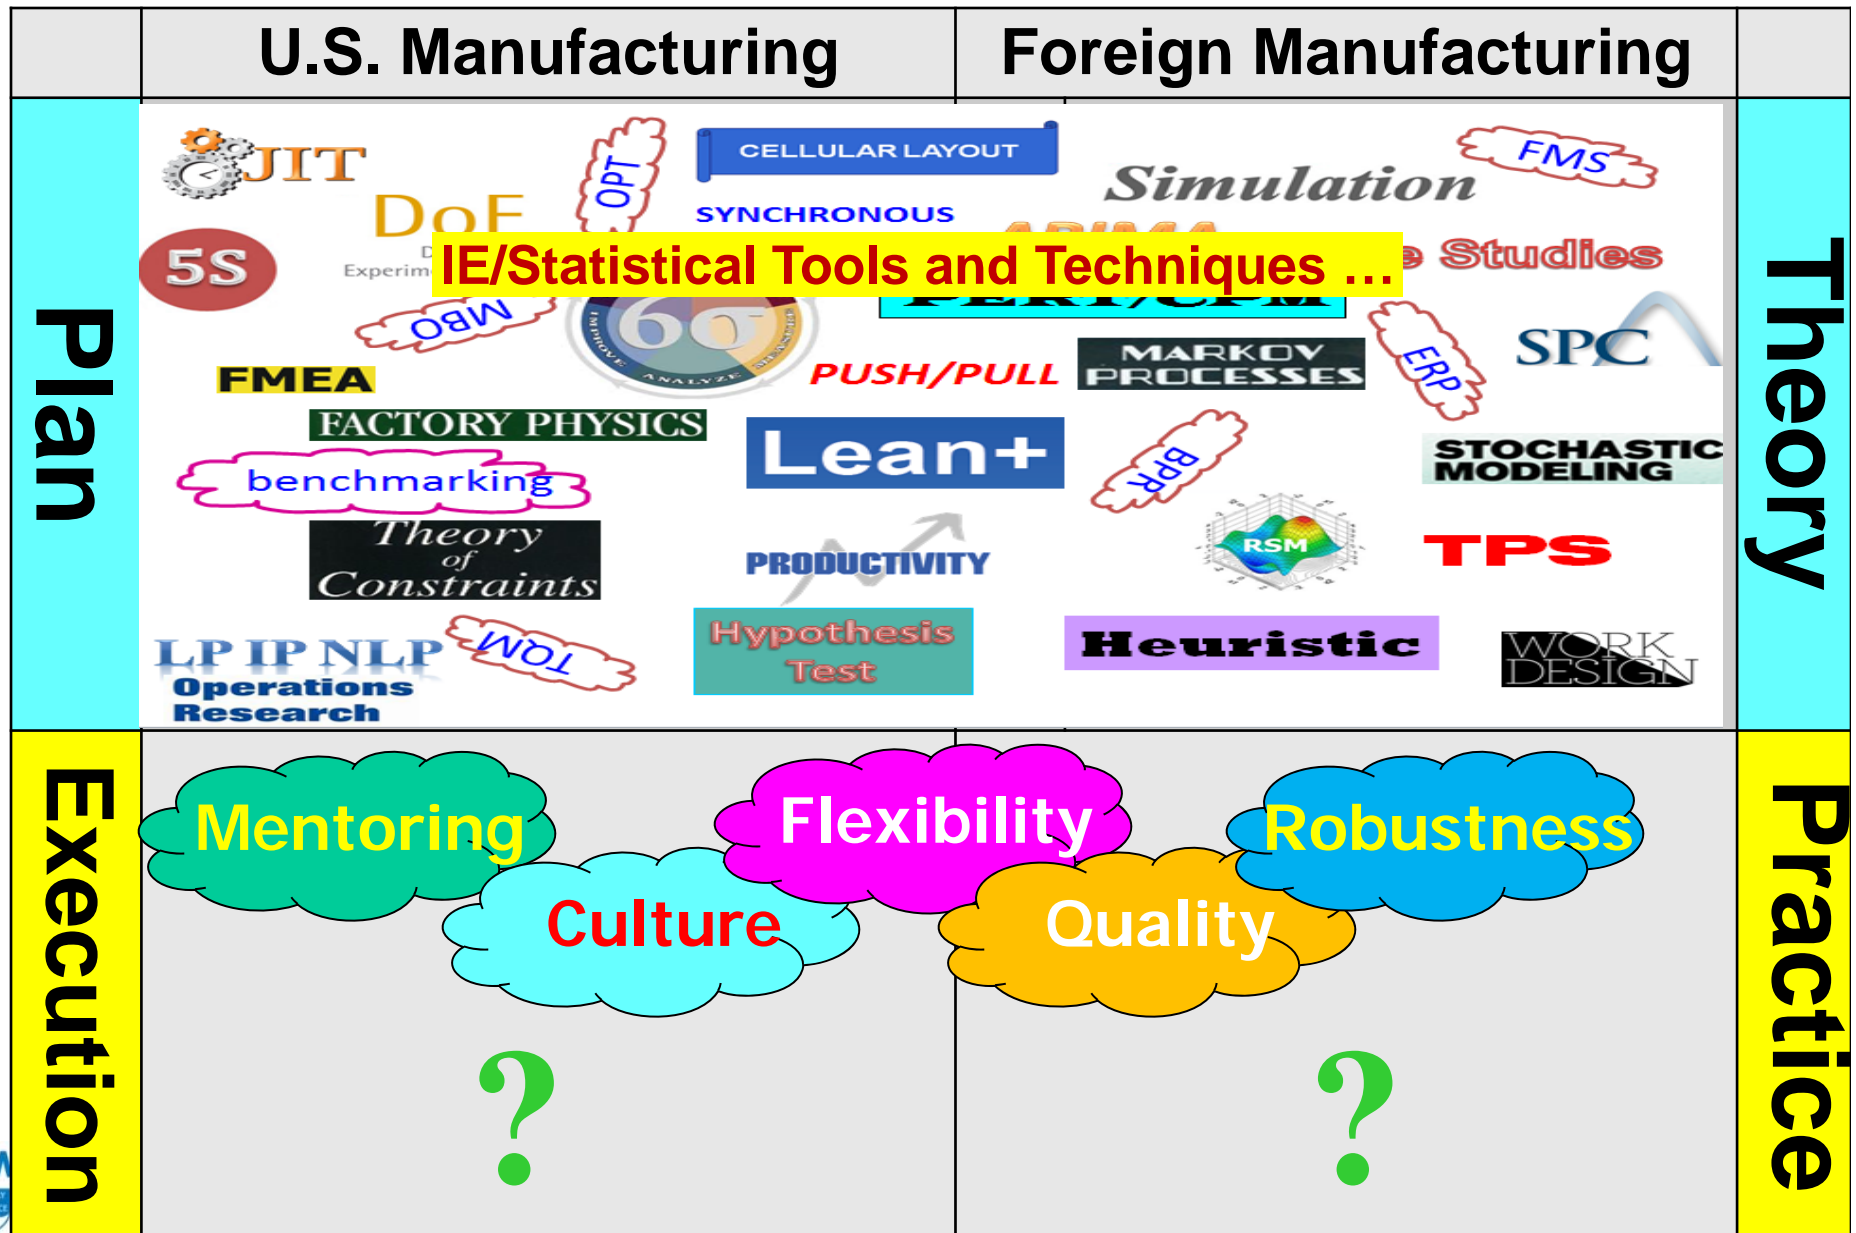 U.S. Manufacturing
Foreign Manufacturing
Plan
Theory
JIT
OPT
CELLULAR LAYOUT
Simulation
FMS
DoE
SYNCHRONOUS
5S
IE/Statistical Tools and Techniques …
Studies
MBO
6σ
IMPROVE
ANALYZE
PERT/CPM
SPC
FMEA
PUSH/PULL
MARKOV
PROCESSES
ERP
FACTORY PHYSICS
Lean+
BPR
STOCHASTIC
MODELING
benchmarking
Theory
of
Constraints
PRODUCTIVITY
RSM
TPS
LP IP NLP
Operations
Research
TQM
Hypothesis
Test
Heuristic
WORK
DESIGN
Execution
Practice
Mentoring
Flexibility
Robustness
Culture
Quality
?
?